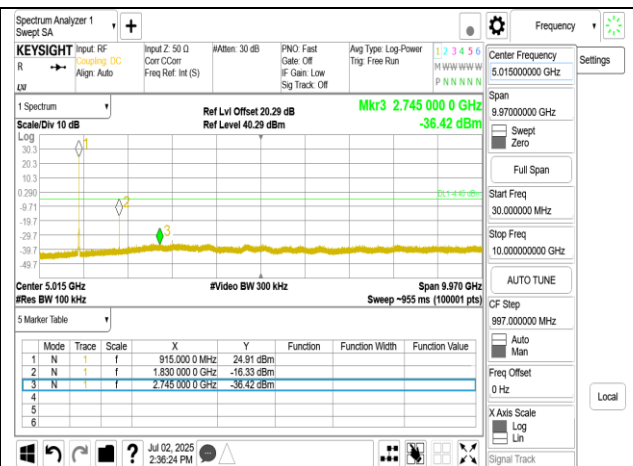 Spectrum Analyzer 1
Swept SA
+
Frequency
KEYSIGHT
R
Input: RF
Coupling: DC
Align: Auto
Input Z: 50 Ω
Corr CCorr
Freq Ref: Int (S)
#Atten: 30 dB
PNO: Fast
Gate: Off
IF Gain: Low
Sig Track: Off
Avg Type: Log-Power
Trig: Free Run
1 2 3 4 5 6
M W W W W W
P N N N N N
Center Frequency
5.015000000 GHz
Settings
Span
9.97000000 GHz
Swept
Zero
Full Span
Start Freq
30.000000 MHz
Stop Freq
10.000000000 GHz
AUTO TUNE
CF Step
997.000000 MHz
Auto
Man
Freq Offset
0 Hz
Local
X Axis Scale
Log
Lin
Signal Track
1 Spectrum
Scale/Div 10 dB
Log
Ref Lvl Offset 20.29 dB
Ref Level 40.29 dBm
Mkr3 2.745 000 0 GHz
-36.42 dBm
30.3
20.3
10.3
0.290
-9.71
-19.7
-29.7
-39.7
-49.7
1
2
3
Center 5.015 GHz
#Res BW 100 kHz
#Video BW 300 kHz
Span 9.970 GHz
Sweep ~955 ms (100001 pts)
5 Marker Table
Mode Trace Scale X Y Function Function Width Function Value
1 N 1 f 915.000 0 MHz 24.91 dBm
2 N 1 f 1.830 000 0 GHz -16.33 dBm
3 N 1 f 2.745 000 0 GHz -36.42 dBm
4
5
6
?
Jul 02, 2025
2:36:24 PM